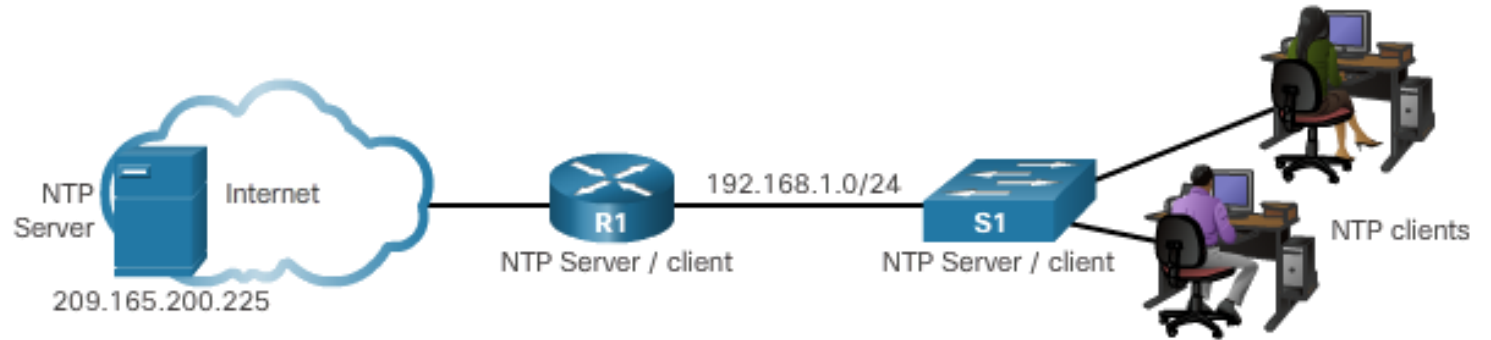 NTP
Server
Internet
209.165.200.225
R1
NTP Server / client
192.168.1.0/24
S1
NTP Server / client
NTP clients